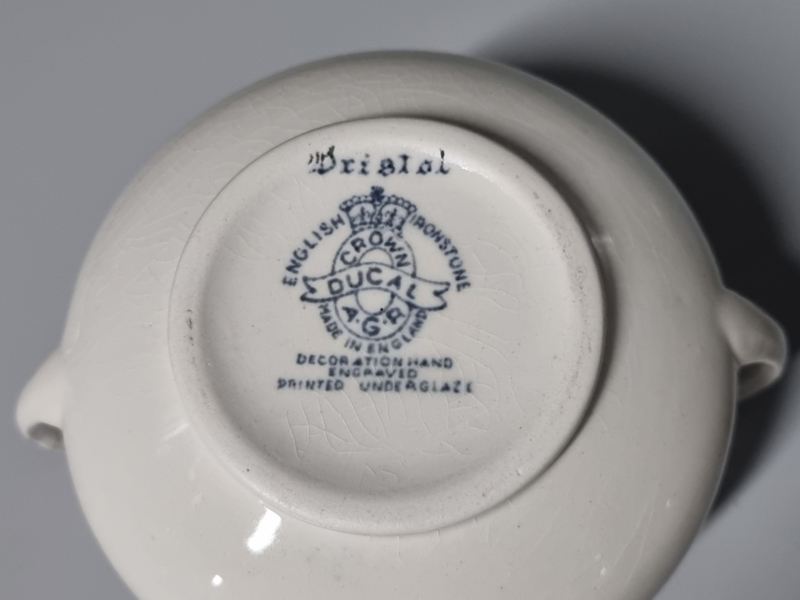 Bristol
ENGLISH IRONSTONE
CROWN
DUCAL
A.G.R
MADE IN ENGLAND
DECORATION HAND
ENGRAVED
PRINTED UNDERGLAZE